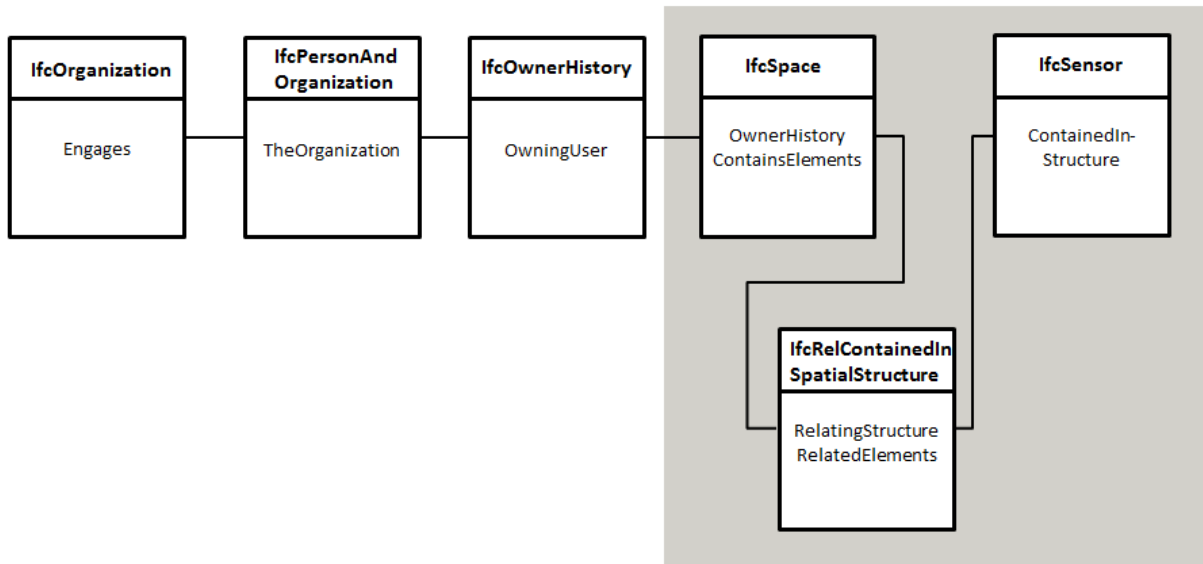 IfcOrganization
Engages
IfcPersonAnd
Organization
TheOrganization
IfcOwnerHistory
OwningUser
IfcSpace
OwnerHistory
ContainsElements
IfcSensor
ContainedIn-
Structure
IfcRelContainedIn
SpatialStructure
RelatingStructure
RelatedElements